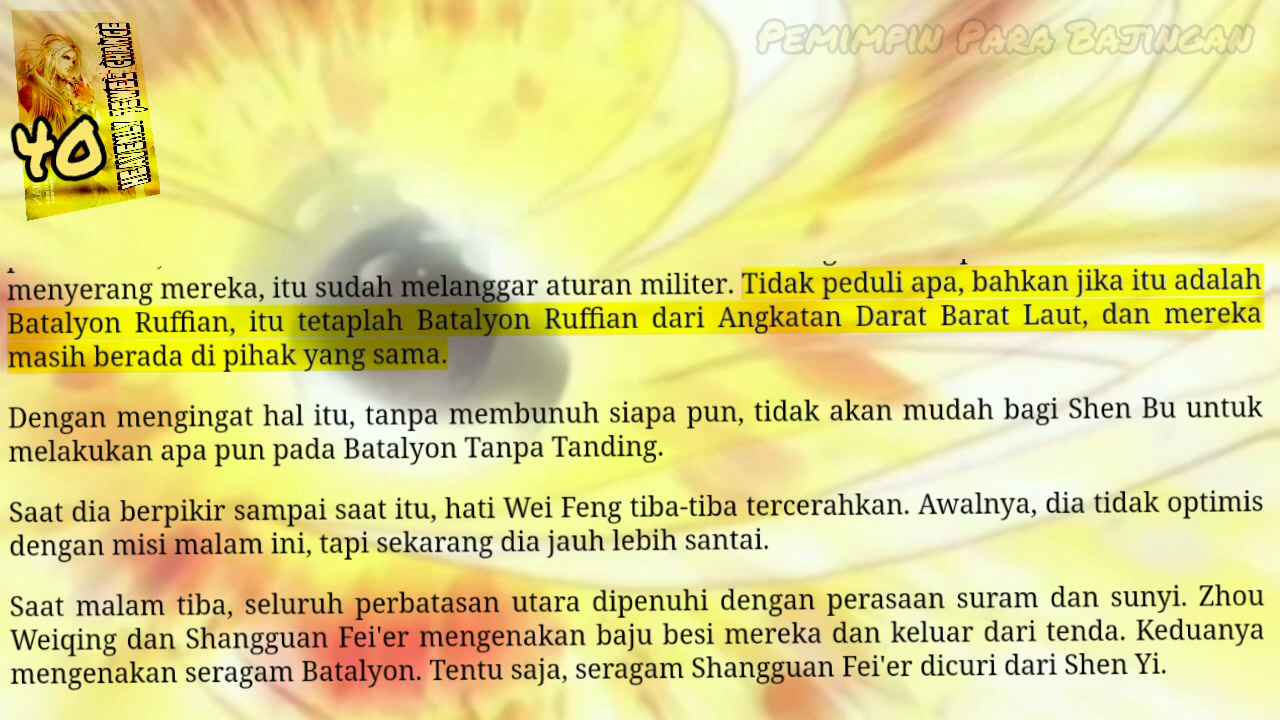 Pemimpin Para Bajingan
40
menyerang mereka, itu sudah melanggar aturan militer. Tidak peduli apa, bahkan jika itu adalah
Batalyon Ruffian, itu tetaplah Batalyon Ruffian dari Angkatan Darat Barat Laut, dan mereka
masih berada di pihak yang sama.
Dengan mengingat hal itu, tanpa membunuh siapa pun, tidak akan mudah bagi Shen Bu untuk
melakukan apa pun pada Batalyon Tanpa Tanding.
Saat dia berpikir sampai saat itu, hati Wei Feng tiba-tiba tercerahkan. Awalnya, dia tidak optimis
dengan misi malam ini, tapi sekarang dia jauh lebih santai.
Saat malam tiba, seluruh perbatasan utara dipenuhi dengan perasaan suram dan sunyi. Zhou
Weiqing dan Shangguan Fei'er mengenakan baju besi mereka dan keluar dari tenda. Keduanya
mengenakan seragam Batalyon. Tentu saja, seragam Shangguan Fei'er dicuri dari Shen Yi.